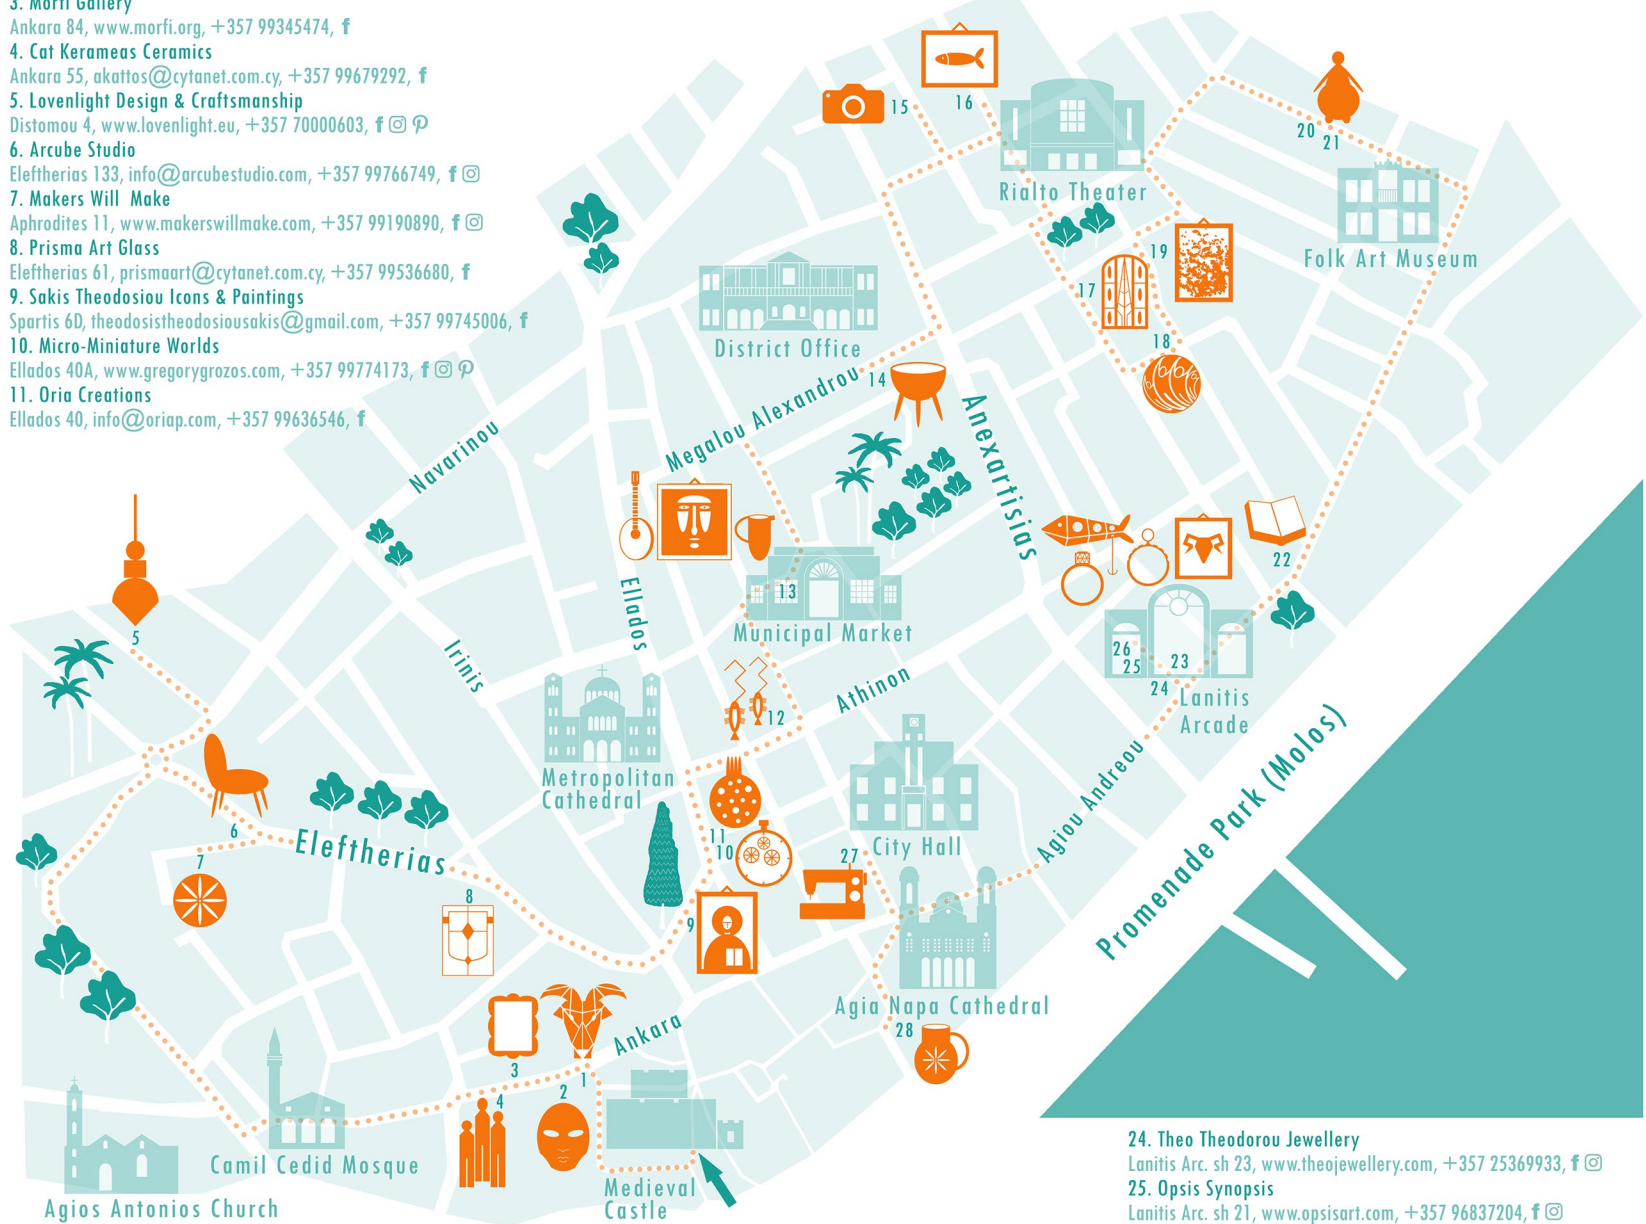 3. Morfi Gallery
Ankara 84, www.morfi.org, +357 99345474, f
4. Cat Kerameas Ceramics
Ankara 55, akattos@cytanet.com.cy, +357 99679292, f
5. Lovenlight Design & Craftsmanship
Distomou 4, www.lovenlight.eu, +357 70000603, f
6. Arcube Studio
Eleftherias 133, info@arcubestudio.com, +357 99766749, f
7. Makers Will Make
Aphrodites 11, www.makerswillmake.com, +357 99190890, f
8. Prisma Art Glass
Eleftherias 61, prismaart@cytanet.com.cy, +357 99536680, f
9. Sakis Theodosiou Icons & Paintings
Spartis 6D, theodosistheodosiousakis@gmail.com, +357 99745006, f
10. Micro-Miniature Worlds
Ellados 40A, www.gregorygrozos.com, +357 99774173, f
11. Oria Creations
Ellados 40, info@oriap.com, +357 99636546, f
15
16
Rialto Theater
20
21
Folk Art Museum
19
17
18
District Office
14
Megalou Alexandrou
Anexartisias
Navarinou
Ellados
Irinis
13
Municipal Market
22
26
25
23
24
Lanitis
Arcade
5
12
Athinon
Metropolitan
Cathedral
6
7
Eleftherias
8
11
10
9
27
City Hall
Agiou Andreou
Promenade Park (Molos)
Agia Napa Cathedral
28
Ankara
3
1
2
4
Camil Cedid Mosque
Agios Antonios Church
Medieval
Castle
24. Theo Theodorou Jewellery
Lanitis Arc. sh 23, www.theojewellery.com, +357 25369933, f
25. Opsis Synopsis
Lanitis Arc. sh 21, www.opsisart.com, +357 96837204, f